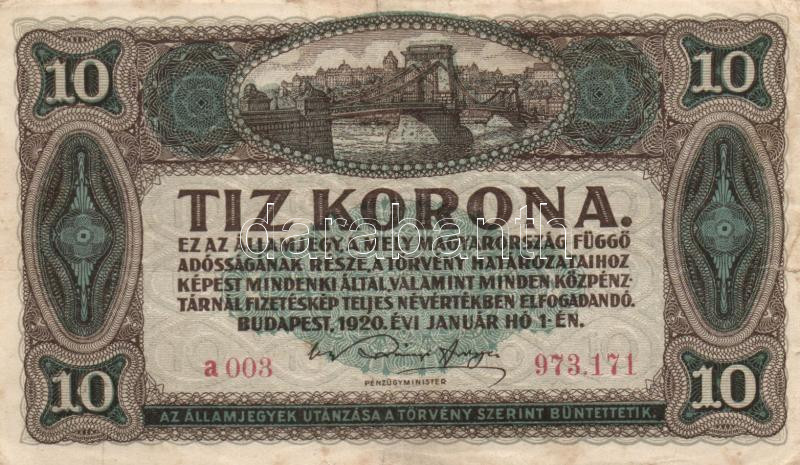 10 10
TIZ KORONA.
darabanth
EZ AZ ÁLLAMJEGY, A MELY MAGYARORSZÁG FÜGGŐ
ADÓSSÁGÁNAK RÉSZE, A TÖRVÉNY HATÁROZATAIHOZ
KÉPEST MINDENKI ÁLTAL, VALAMINT MINDEN KÖZPÉNZ-
TÁRNÁL FIZETÉSKÉP TELJES NÉVÉRTÉKBEN ELFOGADANDÓ.
BUDAPEST, 1920. ÉVI JANUÁR HÓ 1-ÉN.
a 003 973.171
PÉNZÜGYMINISTER
10 10
AZ ÁLLAMJEGYEK UTÁNZÁSA A TÖRVÉNY SZERINT BÜNTETTETIK.